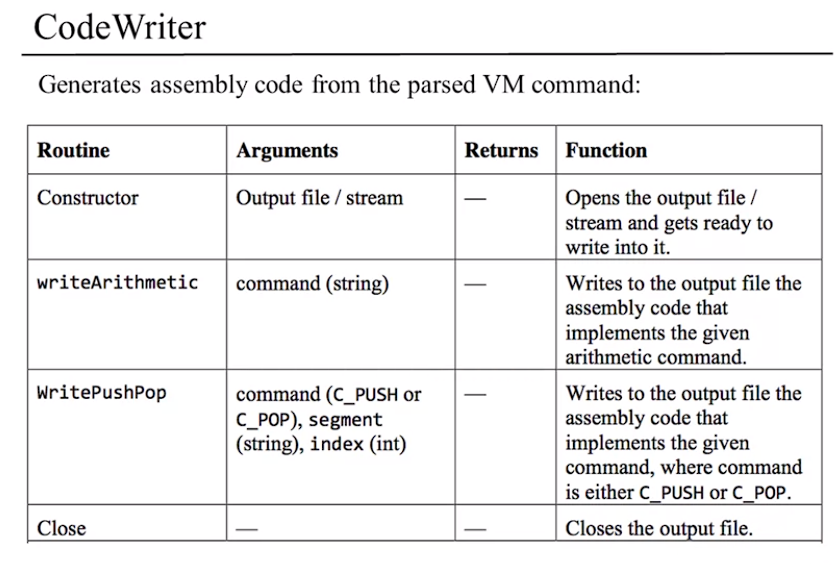 CodeWriter
Generates assembly code from the parsed VM command:
Routine Arguments Returns Function
Constructor Output file / stream — Opens the output file /
stream and gets ready to
write into it.
writeArithmetic command (string) — Writes to the output file the
assembly code that
implements the given
arithmetic command.
WritePushPop command (C_PUSH or — Writes to the output file the
C_POP), segment assembly code that
(string), index (int) implements the given
command, where command
is either C_PUSH or C_POP.
Close — — Closes the output file.